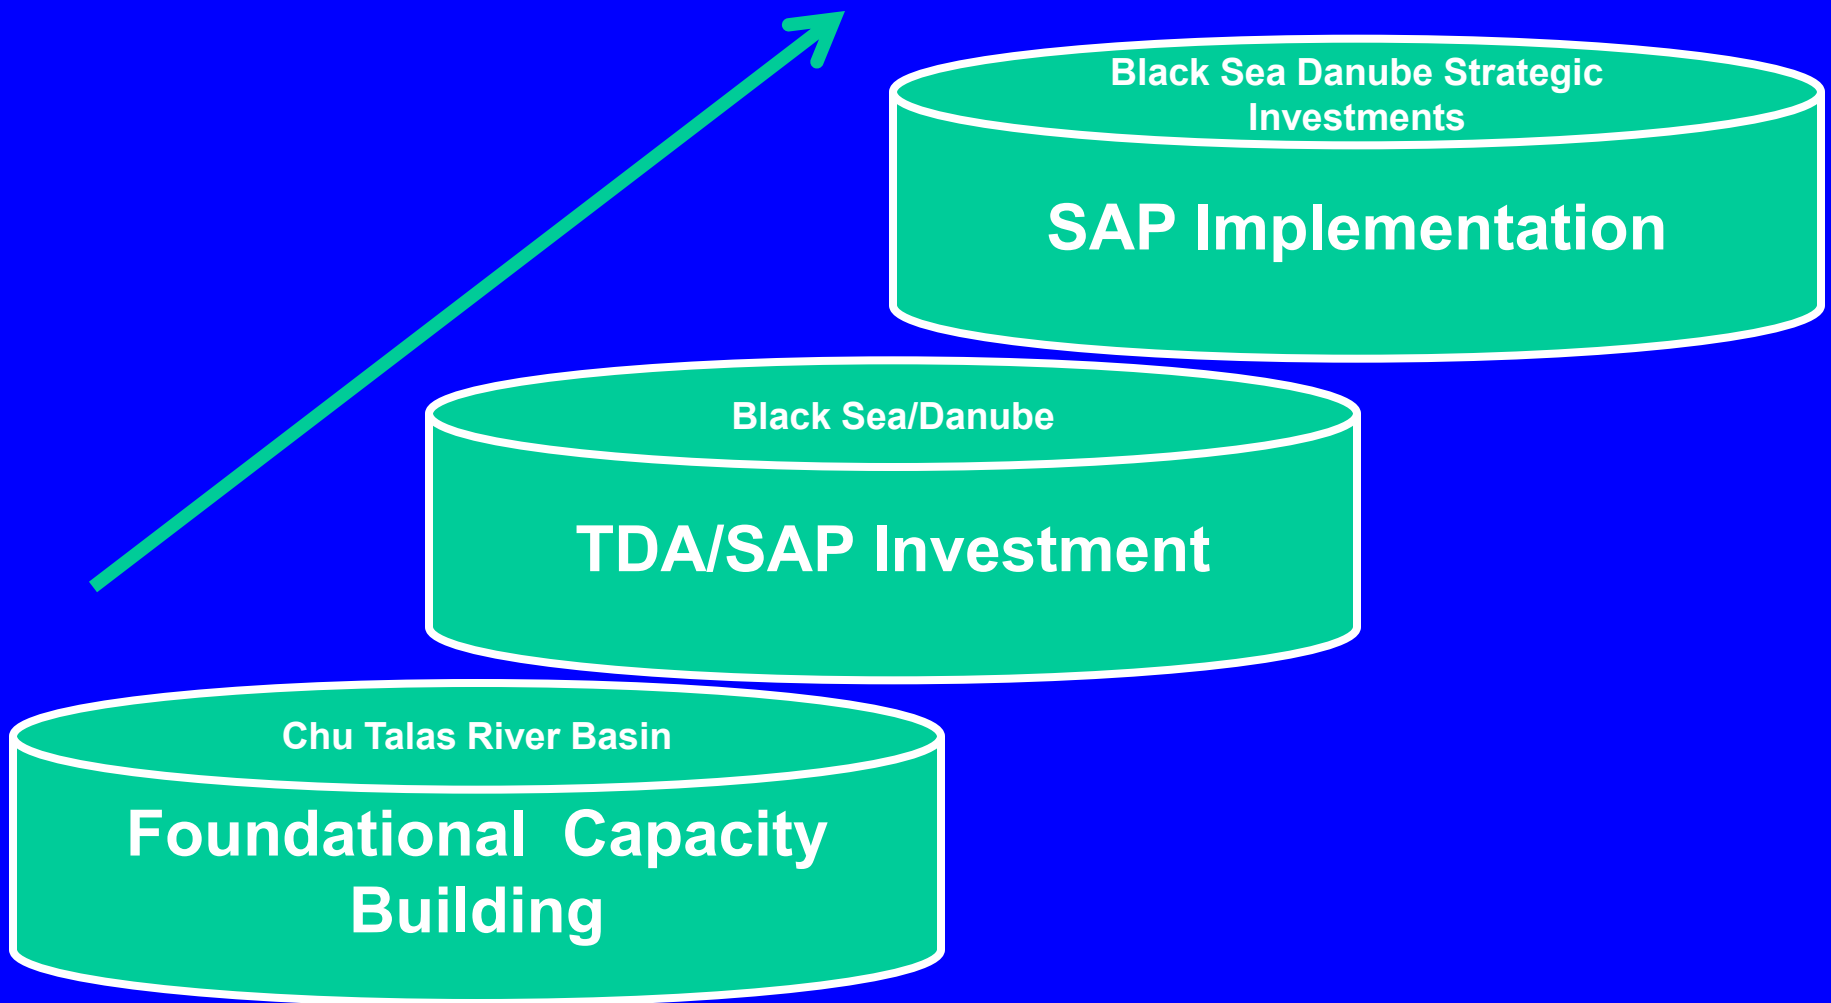 Black Sea Danube Strategic
Investments
SAP Implementation
Black Sea/Danube
TDA/SAP Investment
Chu Talas River Basin
Foundational  Capacity
Building